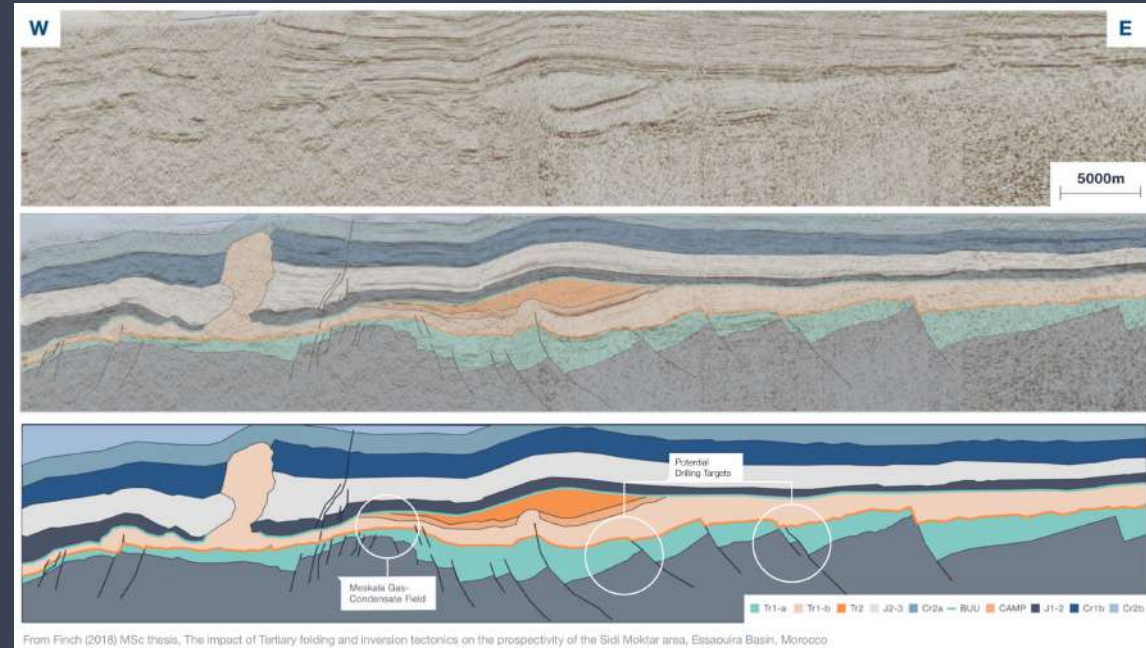 W
E
5000m
Potential
Drilling Targets
Meskala Gas-
Condensate Field
Tr1-a Tr1-b Tr2 J2-3 Cr2a BUU CAMP J1-2 Cr1b Cr2b
From Finch (2018) MSc thesis, The impact of Tertiary folding and inversion tectonics on the prospectivity of the Sidi Moktar area, Essaouira Basin, Morocco